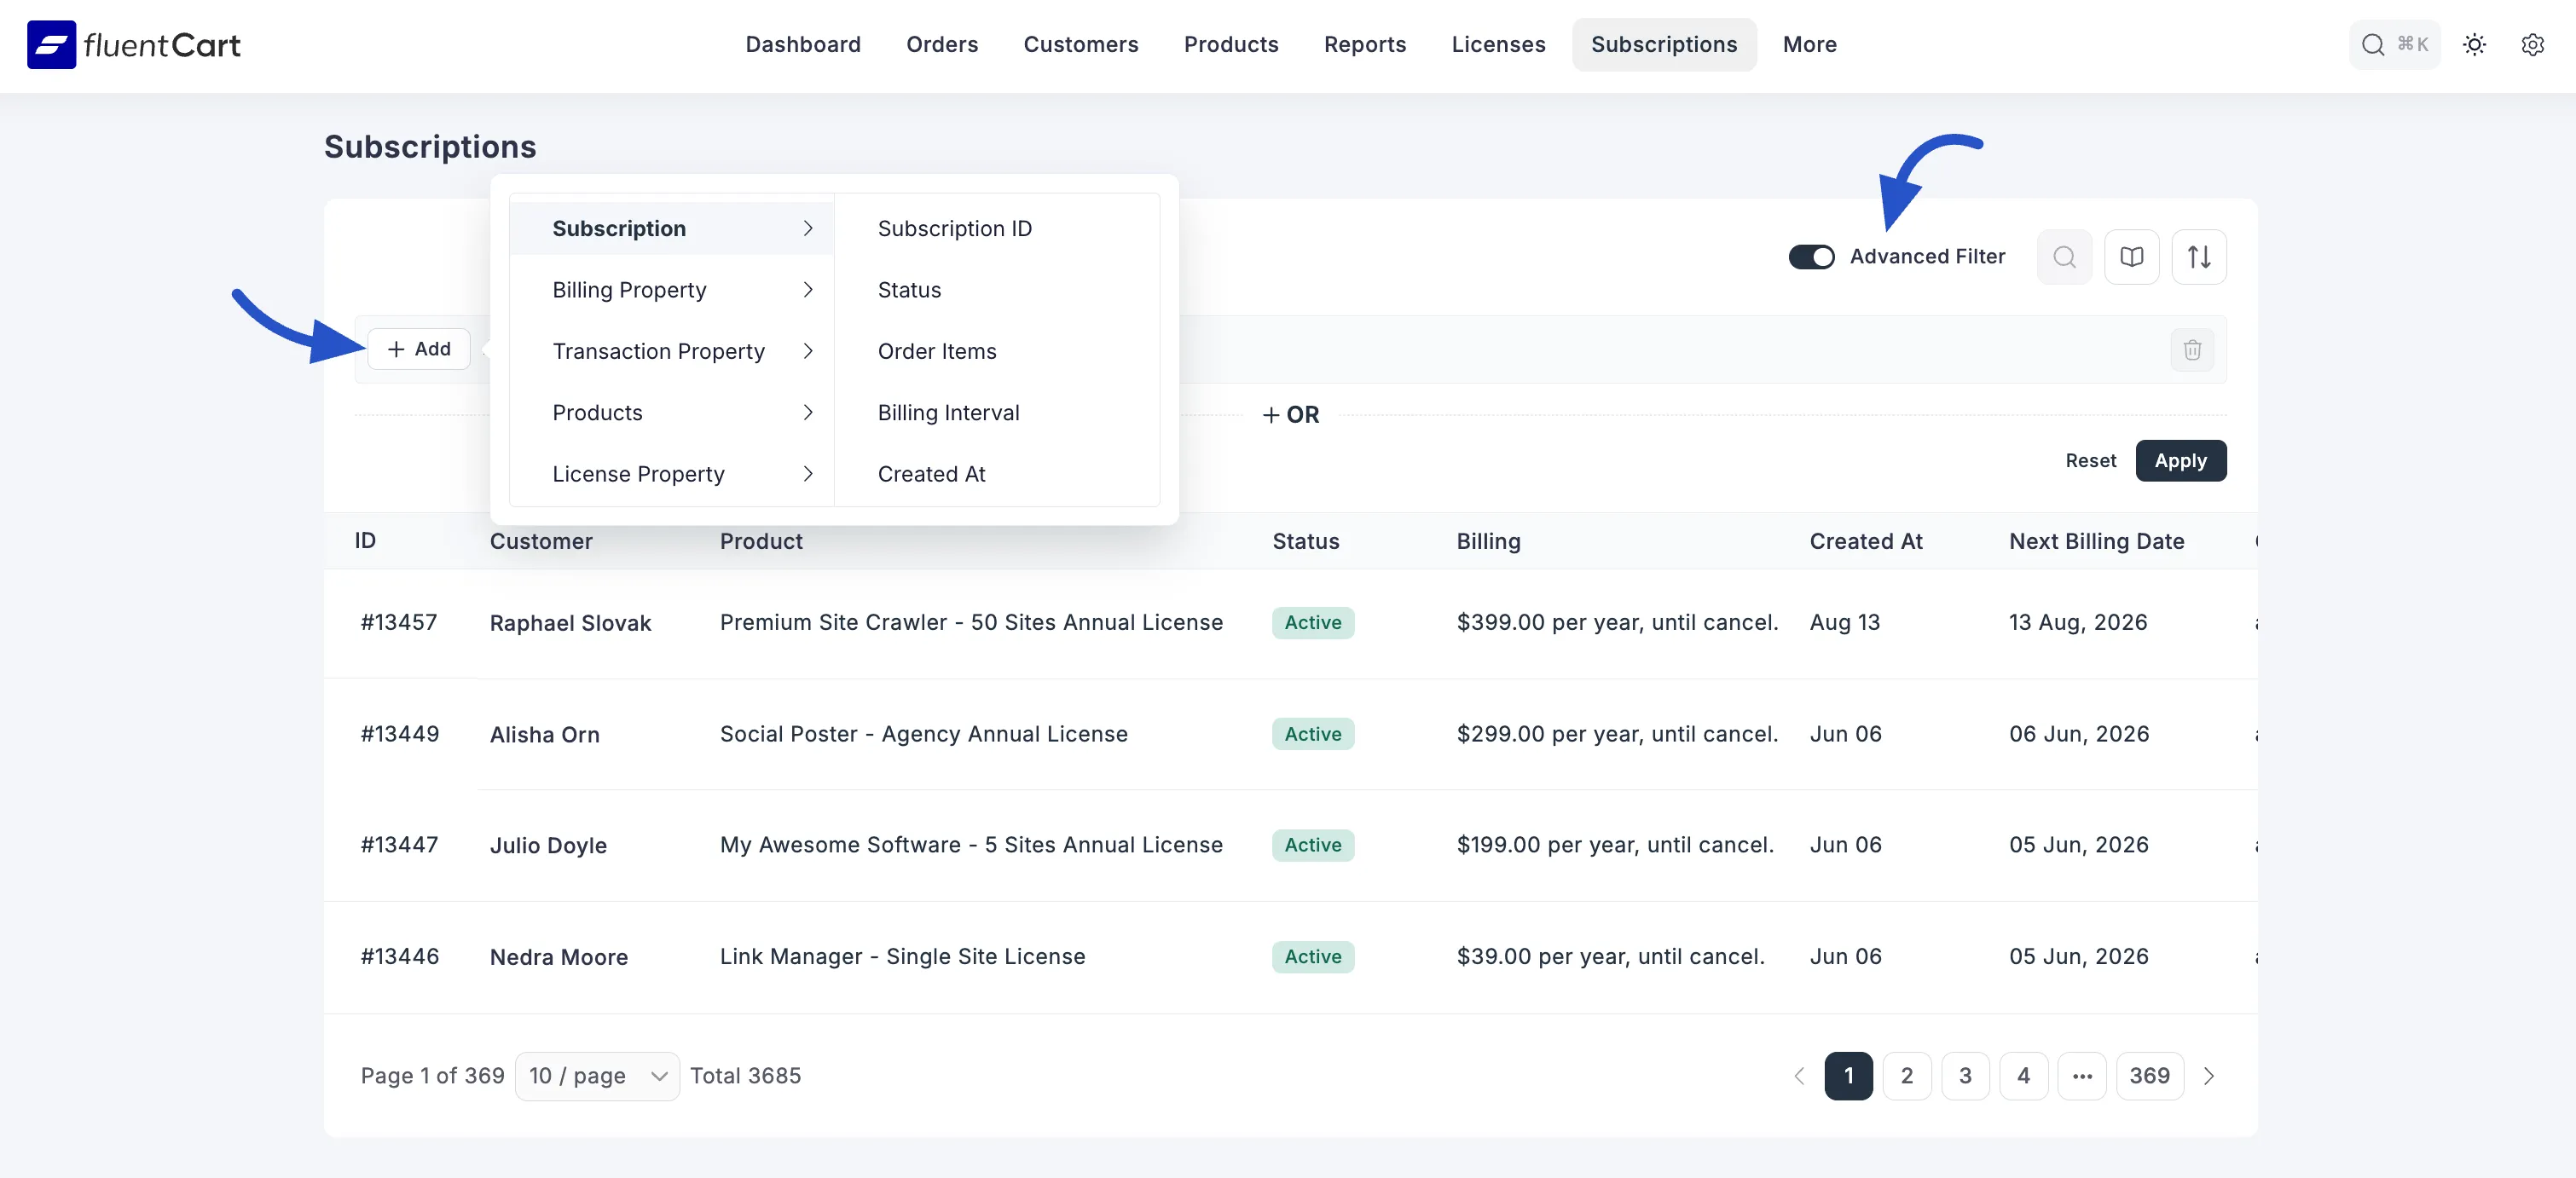 fluentCart Dashboard Orders Customers Products Reports Licenses Subscriptions More ⌘K
Subscriptions
Advanced Filter
+ Add
Subscription
Billing Property
Transaction Property
Products
License Property
Subscription ID
Status
Order Items
Billing Interval
Created At
+ OR
Reset Apply
ID Customer Product Status Billing Created At Next Billing Date
#13457 Raphael Slovak Premium Site Crawler - 50 Sites Annual License Active $399.00 per year, until cancel. Aug 13 13 Aug, 2026
#13449 Alisha Orn Social Poster - Agency Annual License Active $299.00 per year, until cancel. Jun 06 06 Jun, 2026
#13447 Julio Doyle My Awesome Software - 5 Sites Annual License Active $199.00 per year, until cancel. Jun 06 05 Jun, 2026
#13446 Nedra Moore Link Manager - Single Site License Active $39.00 per year, until cancel. Jun 06 05 Jun, 2026
Page 1 of 369 10 / page Total 3685 1 2 3 4 ••• 369